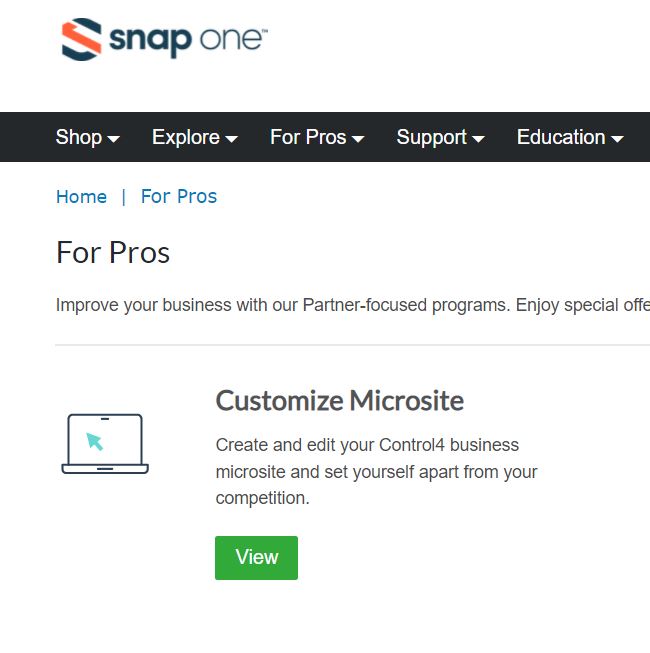 snap one™
Shop Explore For Pros Support Education
Home | For Pros
For Pros
Improve your business with our Partner-focused programs. Enjoy special offe
Customize Microsite
Create and edit your Control4 business
microsite and set yourself apart from your
competition.
View